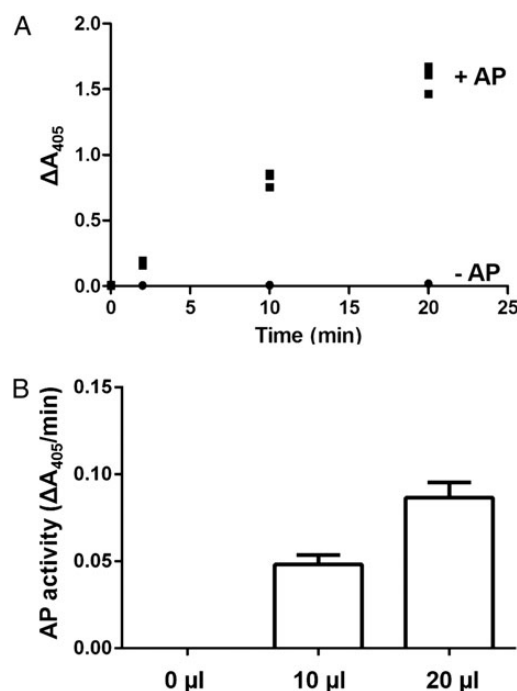 A
2.0
1.5
1.0
0.5
0.0
ΔA405
+ AP
- AP
0 5 10 15 20 25
Time (min)
B
0.15
0.10
0.05
0.00
AP activity (ΔA405/min)
0 µl 10 µl 20 µl